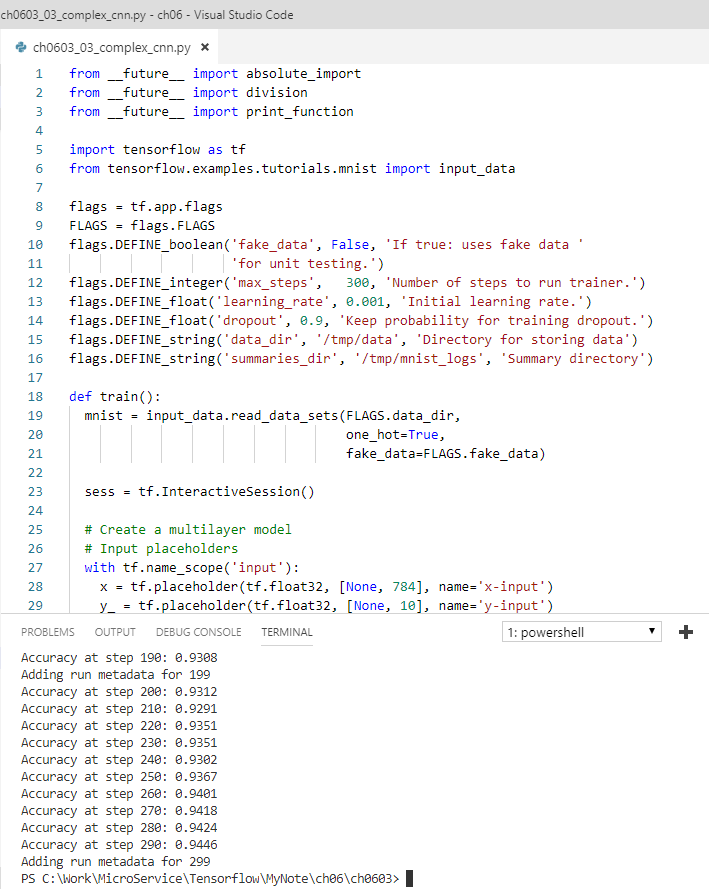 ch0603_03_complex_cnn.py - ch06 - Visual Studio Code
ch0603_03_complex_cnn.py ×
1 from __future__ import absolute_import
2 from __future__ import division
3 from __future__ import print_function
4
5 import tensorflow as tf
6 from tensorflow.examples.tutorials.mnist import input_data
7
8 flags = tf.app.flags
9 FLAGS = flags.FLAGS
10 flags.DEFINE_boolean('fake_data', False, 'If true: uses fake data '
11                      'for unit testing.')
12 flags.DEFINE_integer('max_steps',   300, 'Number of steps to run trainer.')
13 flags.DEFINE_float('learning_rate', 0.001, 'Initial learning rate.')
14 flags.DEFINE_float('dropout', 0.9, 'Keep probability for training dropout.')
15 flags.DEFINE_string('data_dir', '/tmp/data', 'Directory for storing data')
16 flags.DEFINE_string('summaries_dir', '/tmp/mnist_logs', 'Summary directory')
17
18 def train():
19   mnist = input_data.read_data_sets(FLAGS.data_dir,
20                                     one_hot=True,
21                                     fake_data=FLAGS.fake_data)
22
23   sess = tf.InteractiveSession()
24
25   # Create a multilayer model
26   # Input placeholders
27   with tf.name_scope('input'):
28     x = tf.placeholder(tf.float32, [None, 784], name='x-input')
29     y_ = tf.placeholder(tf.float32, [None, 10], name='y-input')
PROBLEMS OUTPUT DEBUG CONSOLE TERMINAL 1: powershell
Accuracy at step 190: 0.9308
Adding run metadata for 199
Accuracy at step 200: 0.9312
Accuracy at step 210: 0.9291
Accuracy at step 220: 0.9351
Accuracy at step 230: 0.9351
Accuracy at step 240: 0.9302
Accuracy at step 250: 0.9367
Accuracy at step 260: 0.9401
Accuracy at step 270: 0.9418
Accuracy at step 280: 0.9424
Accuracy at step 290: 0.9446
Adding run metadata for 299
PS C:\Work\MicroService\Tensorflow\MyNote\ch06\ch0603>